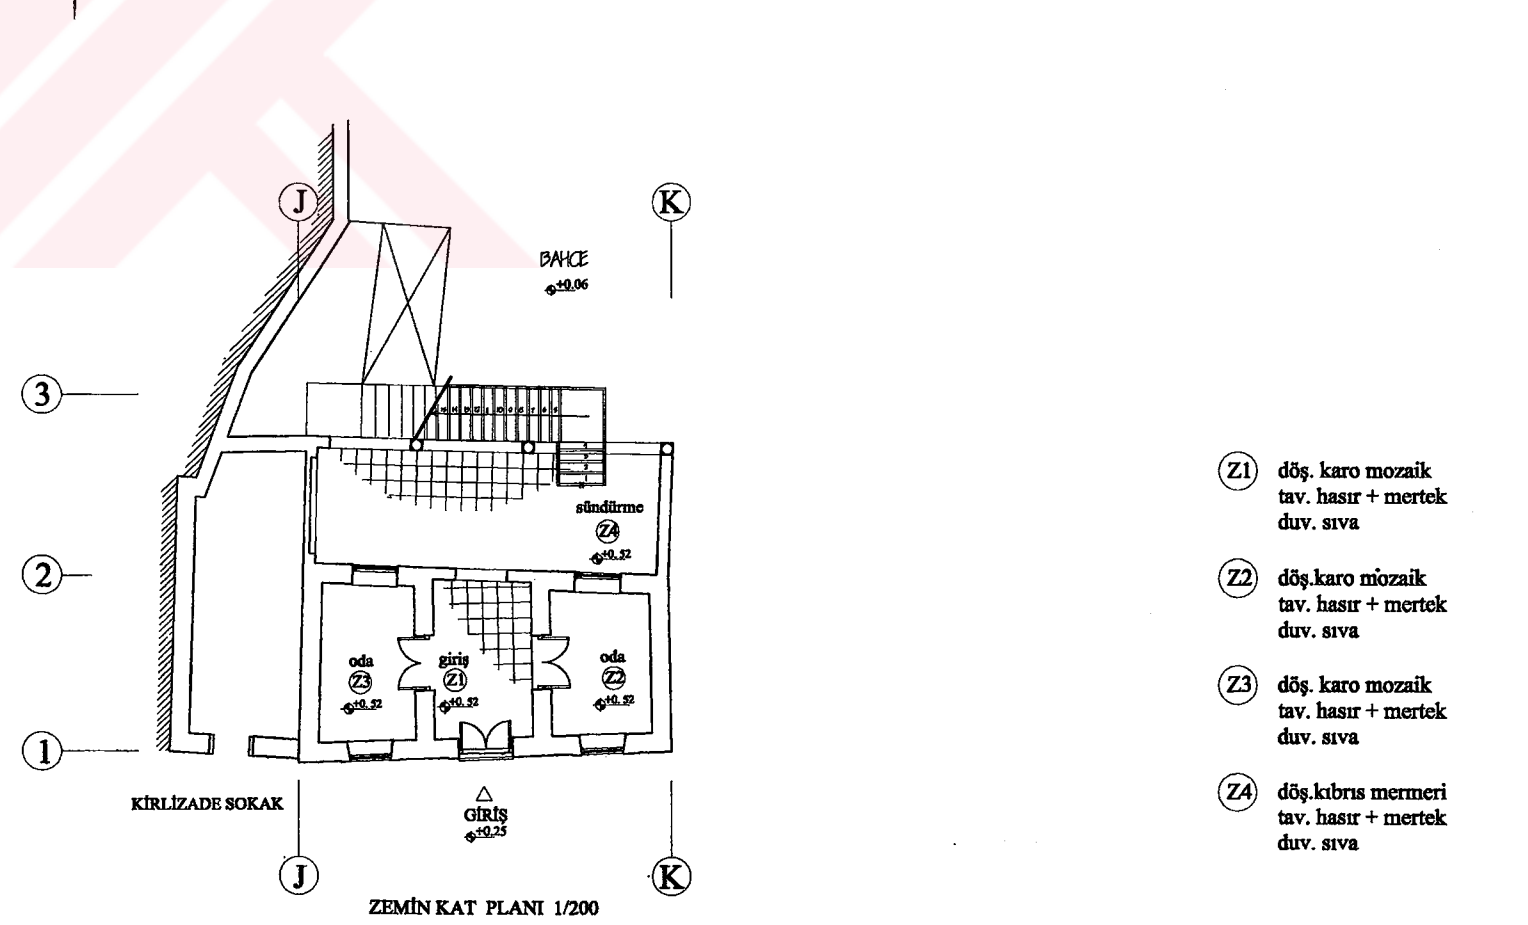 J
K
BAHCE
+0.06
3
sündürme
Z4
+0.52
2
oda
Z3
+0.52
giriş
Z1
+0.52
oda
Z2
+0.52
1
KİRLİZADE SOKAK
GİRİŞ
+0.25
J
K
ZEMİN KAT PLANI 1/200
Z1 döş. karo mozaik
tav. hasır + mertek
duv. sıva
Z2 döş.karo mozaik
tav. hasır + mertek
duv. sıva
Z3 döş. karo mozaik
tav. hasır + mertek
duv. sıva
Z4 döş.kıbrıs mermeri
tav. hasır + mertek
duv. sıva